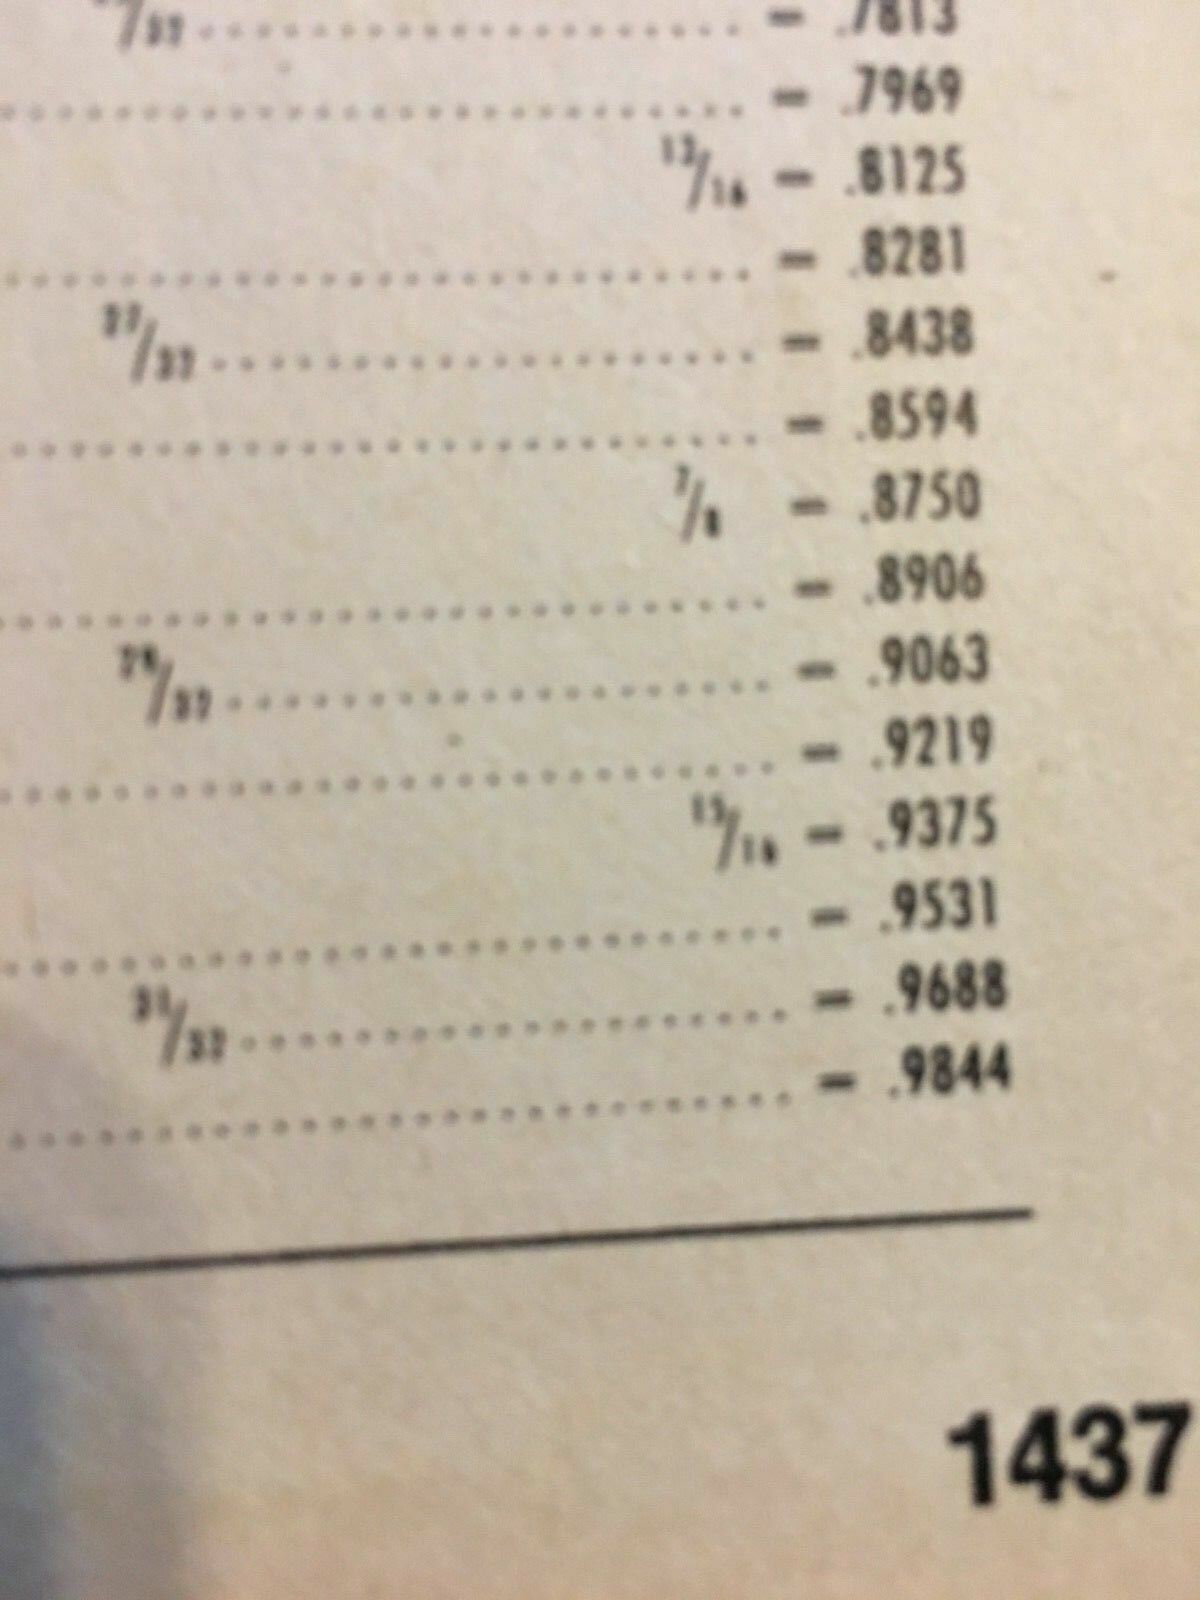 /32 .................... = .7813
.......................... = .7969
13/16 = .8125
.......................... = .8281
27/32 .................... = .8438
.......................... = .8594
7/8 = .8750
.......................... = .8906
29/32 .................... = .9063
.......................... = .9219
15/16 = .9375
.......................... = .9531
31/32 .................... = .9688
.......................... = .9844
1437